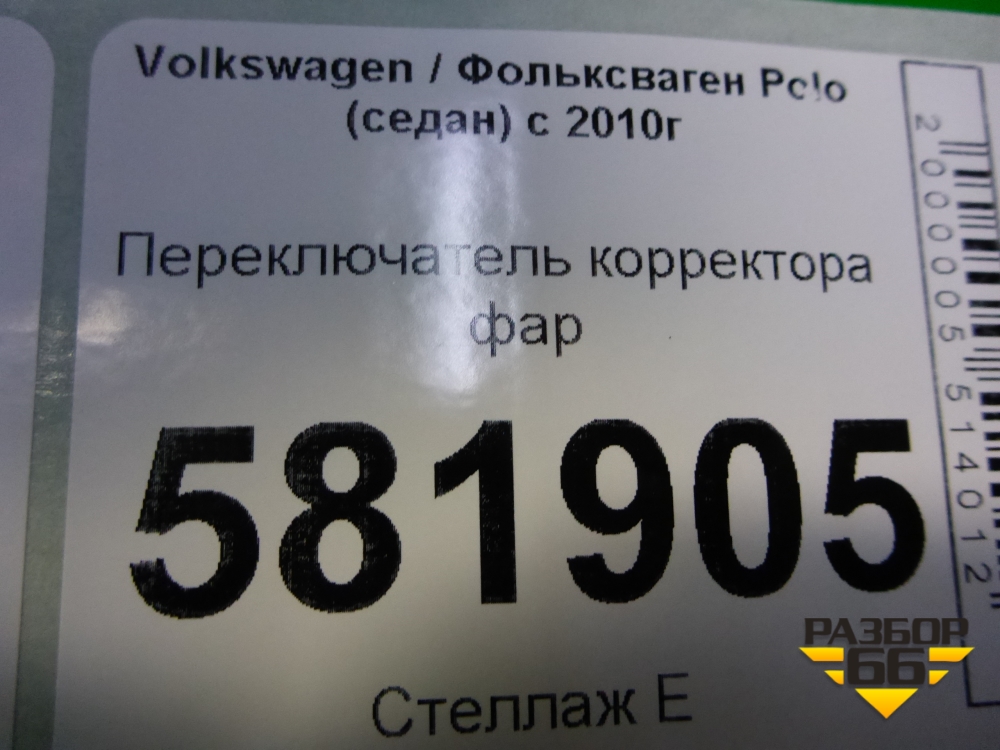 Volkswagen / Фольксваген Polo
(седан) с 2010г
Переключатель корректора
фар
581905
Стеллаж Е
2000005514012
РАЗБОР
66